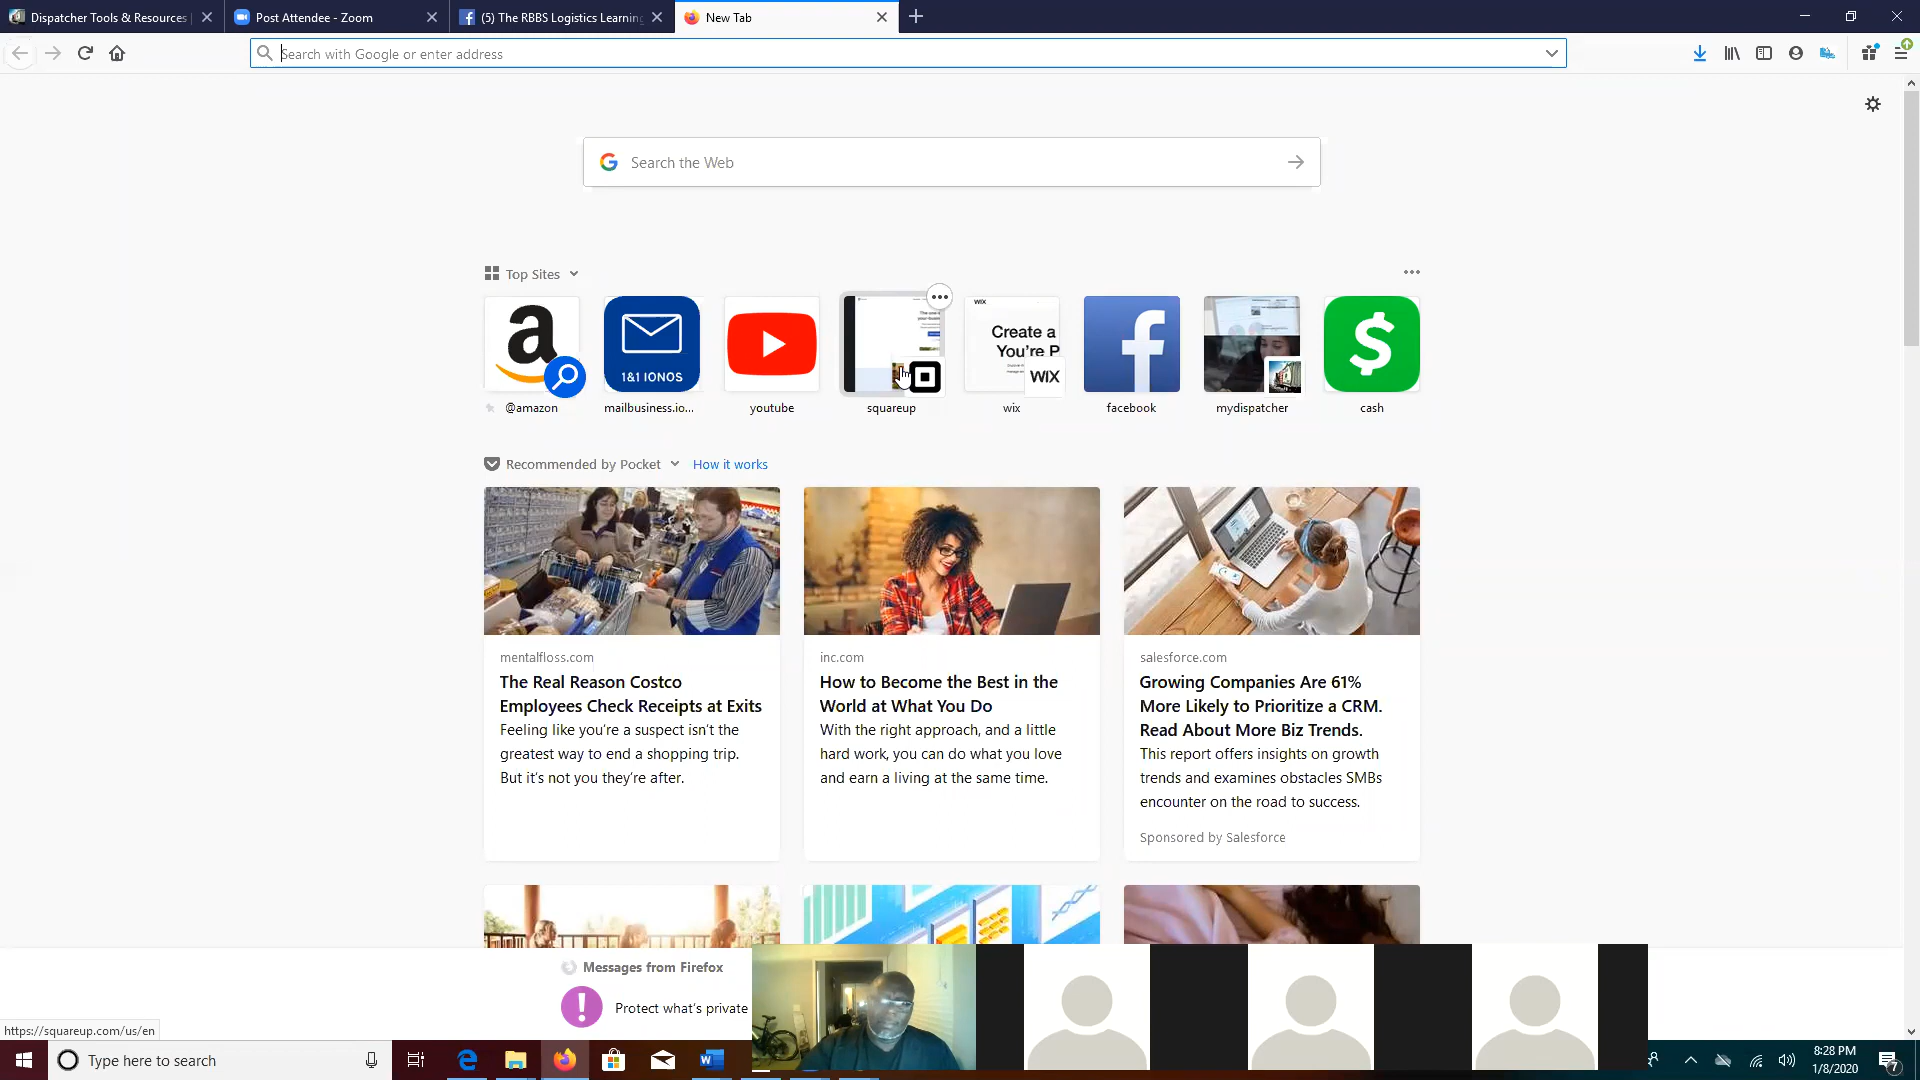 Dispatcher Tools & Resources
Post Attendee - Zoom
(5) The RBBS Logistics Learning
New Tab
Search with Google or enter address
Search the Web
Top Sites
a
1&1 IONOS
WIX
Create a
You're P
WIX
@amazon
mailbusiness.io...
youtube
squareup
wix
facebook
mydispatcher
cash
Recommended by Pocket
How it works
mentalfloss.com
The Real Reason Costco
Employees Check Receipts at Exits
Feeling like you're a suspect isn't the
greatest way to end a shopping trip.
But it's not you they're after.
inc.com
How to Become the Best in the
World at What You Do
With the right approach, and a little
hard work, you can do what you love
and earn a living at the same time.
salesforce.com
Growing Companies Are 61%
More Likely to Prioritize a CRM.
Read About More Biz Trends.
This report offers insights on growth
trends and examines obstacles SMBs
encounter on the road to success.
Sponsored by Salesforce
Messages from Firefox
Protect what's private
https://squareup.com/us/en
Type here to search
8:28 PM
1/8/2020
7